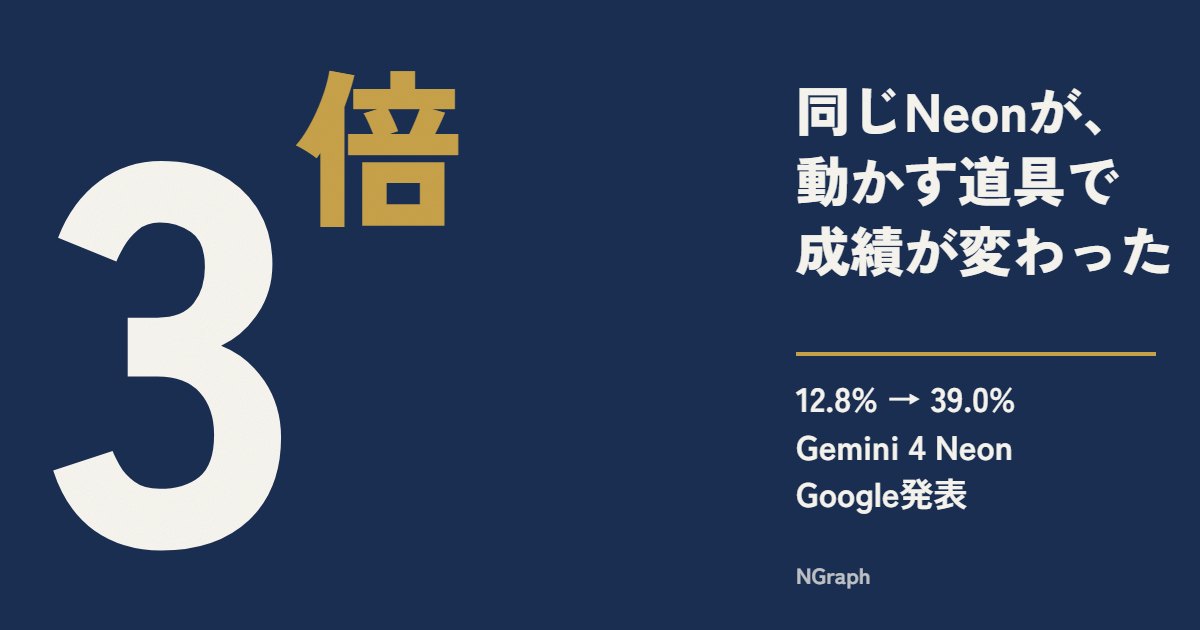 3倍
同じNeonが、
動かす道具で
成績が変わった
12.8% → 39.0%
Gemini 4 Neon
Google発表
NGraph